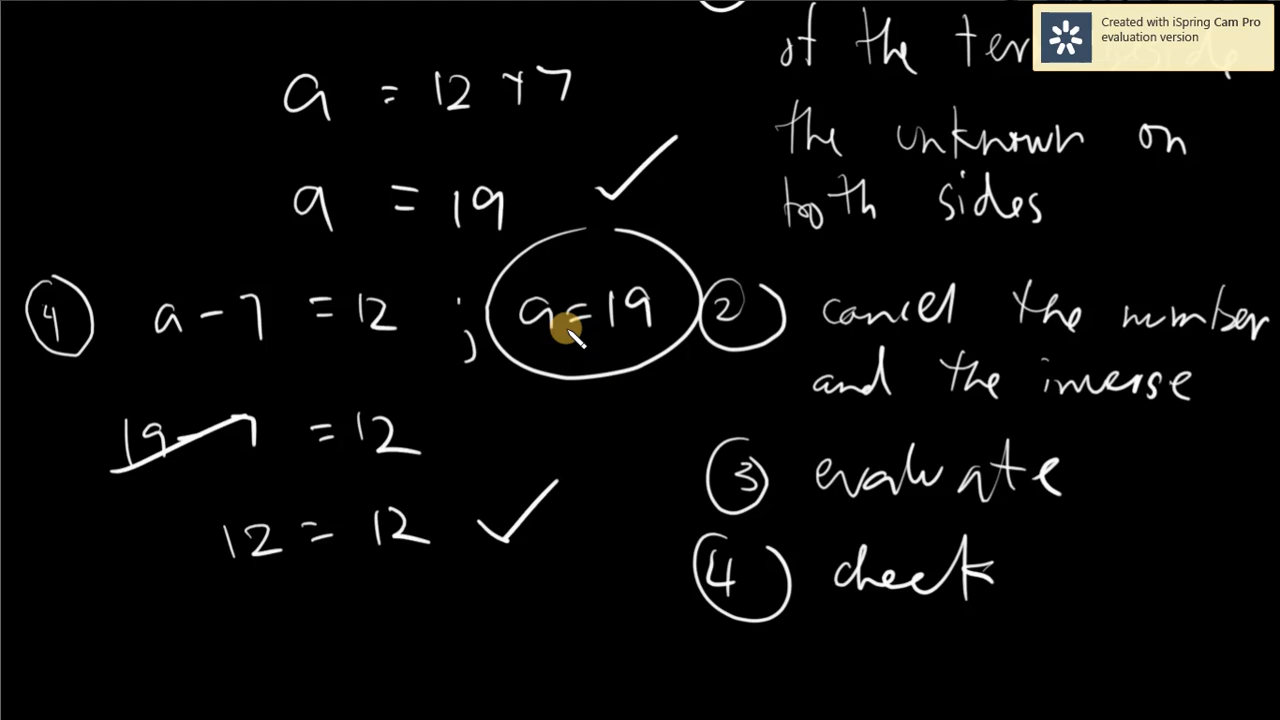 Created with iSpring Cam Pro
evaluation version
a = 12 + 7
a = 19 ✓
④ a - 7 = 12 ; a = 19
19 - 7 = 12
12 = 12 ✓
of the
the unknown on
both sides
② cancel the number
and the inverse
③ evaluate
④ check